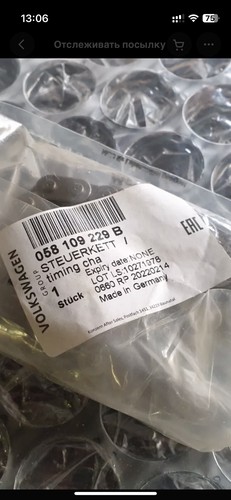 13:06
75
Отслеживать посылку
VOLKSWAGEN
GROUP
058 109 229 B
STEUERKETT
timing cha
1 Stück
Expiry date:NONE
LOT LS:10271978
0660 RP 20220214
Made in Germany
EAC